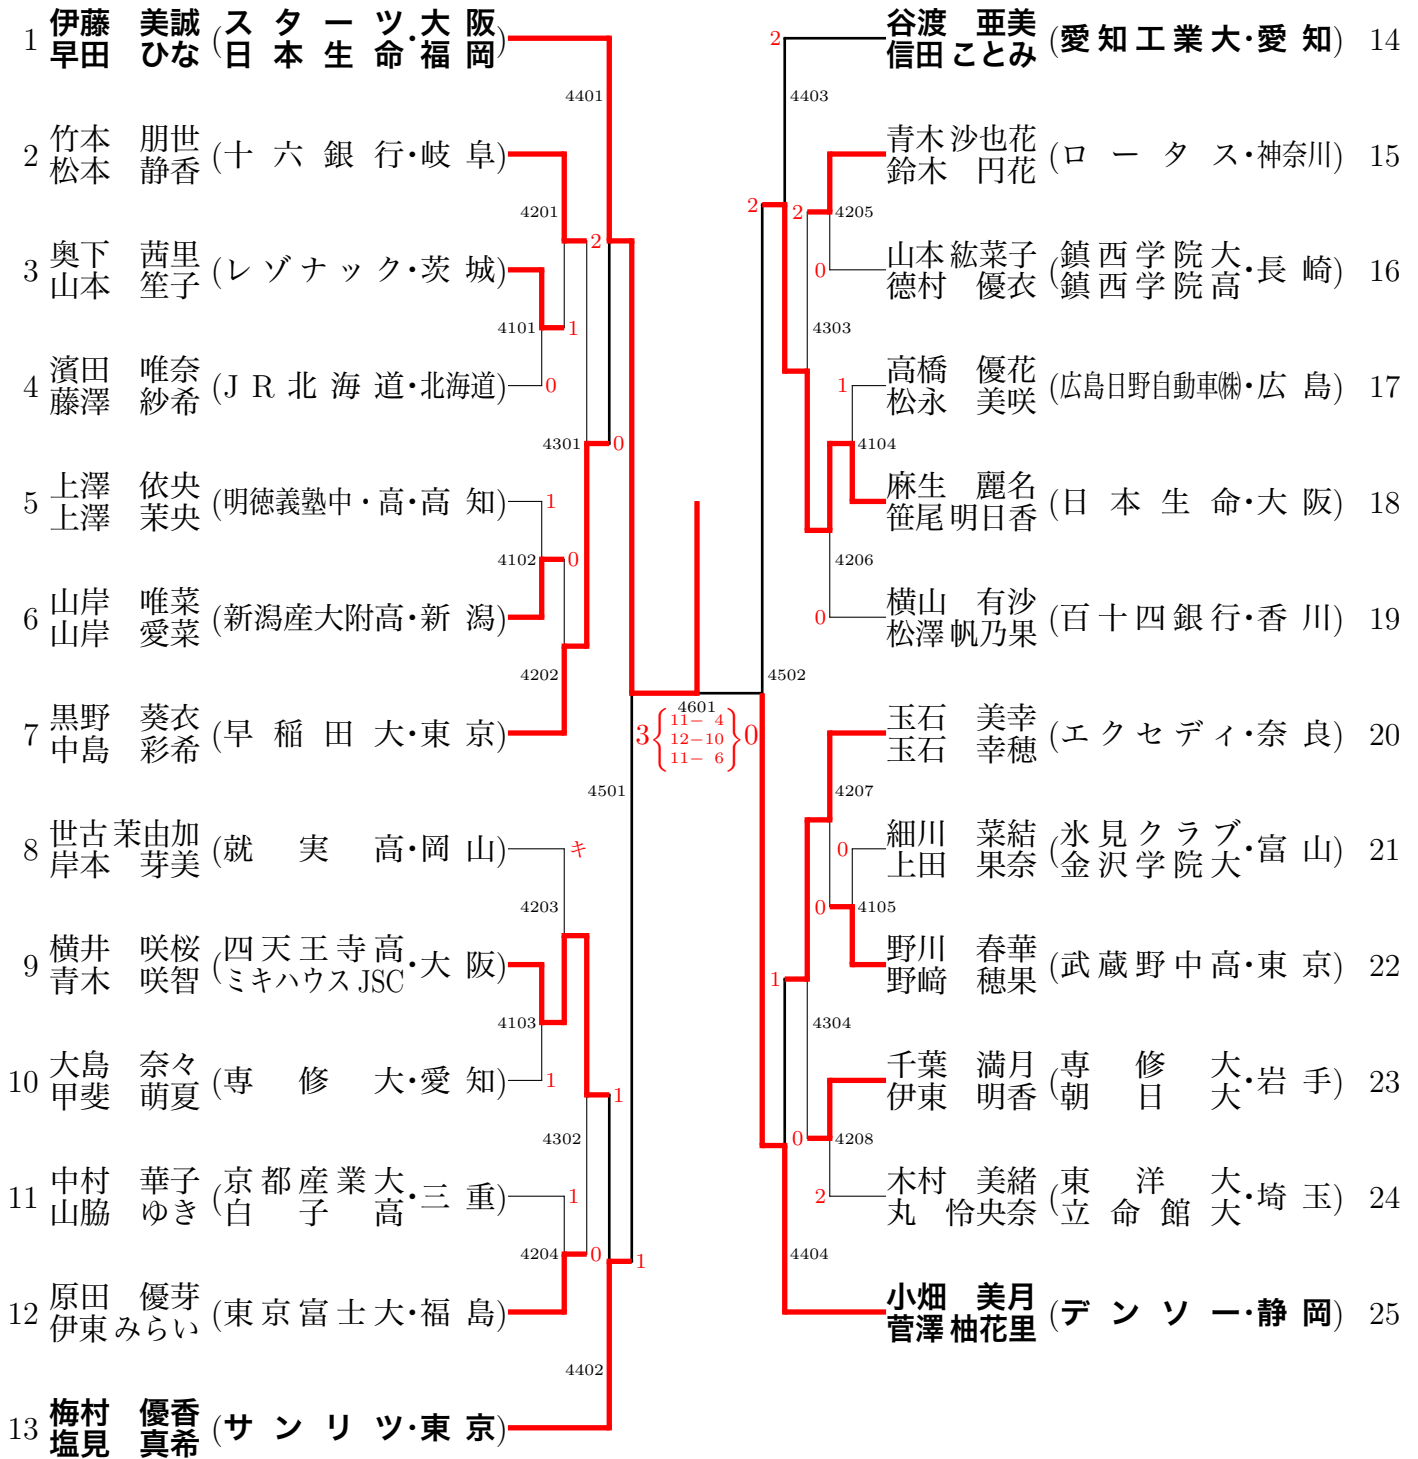 1 伊藤 美誠 (スターツ・大阪)
早田 ひな (日本生命・福岡)
2 竹本 朋世 (十六銀行・岐阜)
松本 静香
3 奥下 茜里 (レゾナック・茨城)
山本 笙子
4 濱田 唯奈 (JR北海道・北海道)
藤澤 紗希
5 上澤 依央 (明徳義塾中・高・高知)
上澤 茉央
6 山岸 唯菜 (新潟産大附高・新潟)
山岸 愛菜
7 黒野 葵衣 (早稲田大・東京)
中島 彩希
8 世古 茉由加 (就実高・岡山)
岸本 芽美
9 横井 咲桜 (四天王寺高・大阪)
青木 咲智 (ミキハウスJSC
10 大島 奈々 (専修大・愛知)
甲斐 萌夏
11 中村 華子 (京都産業大・三重)
山脇 ゆき (白子高
12 原田 優芽 (東京富士大・福島)
伊東 みらい
13 梅村 優香 (サンリツ・東京)
塩見 真希
4401
4201
2
4101
1
0
4301
0
1
4102
0
4202
4501
キ
4203
4103
1
1
4302
1
4204
0
1
4402
4601
3 { 11− 4 } 0
12−10
11− 6
谷渡 亜美 (愛知工業大・愛知) 14
信田 ことみ
青木 沙也花 (ロータス・神奈川) 15
鈴木 円花
山本 紘菜子 (鎮西学院大・長崎) 16
德村 優衣 (鎮西学院高
高橋 優花 (広島日野自動車㈱・広島) 17
松永 美咲
麻生 麗名 (日本生命・大阪) 18
笹尾 明日香
横山 有沙 (百十四銀行・香川) 19
松澤 帆乃果
玉石 美幸 (エクセディ・奈良) 20
玉石 幸穂
細川 菜結 (氷見クラブ・富山) 21
上田 果奈 (金沢学院大
野川 春華 (武蔵野中高・東京) 22
野﨑 穂果
千葉 満月 (専修大・岩手) 23
伊東 明香 (朝日大
木村 美緒 (東洋大・埼玉) 24
丸 怜央奈 (立命館大
小畑 美月 (デンソー・静岡) 25
菅澤 柚花里
2
4403
2
2
4205
0
4303
1
4104
4206
0
4502
4207
0
0
4105
1
4304
0
4208
2
4404